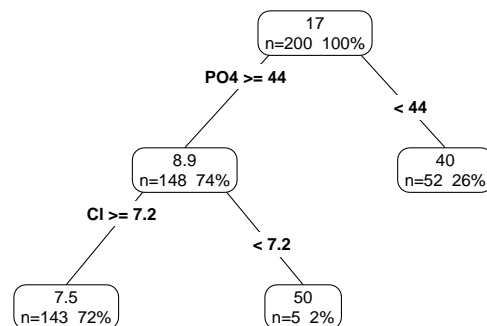 17
n=200 100%
PO4 >= 44
< 44
8.9
n=148 74%
40
n=52 26%
Cl >= 7.2
< 7.2
7.5
n=143 72%
50
n=5 2%